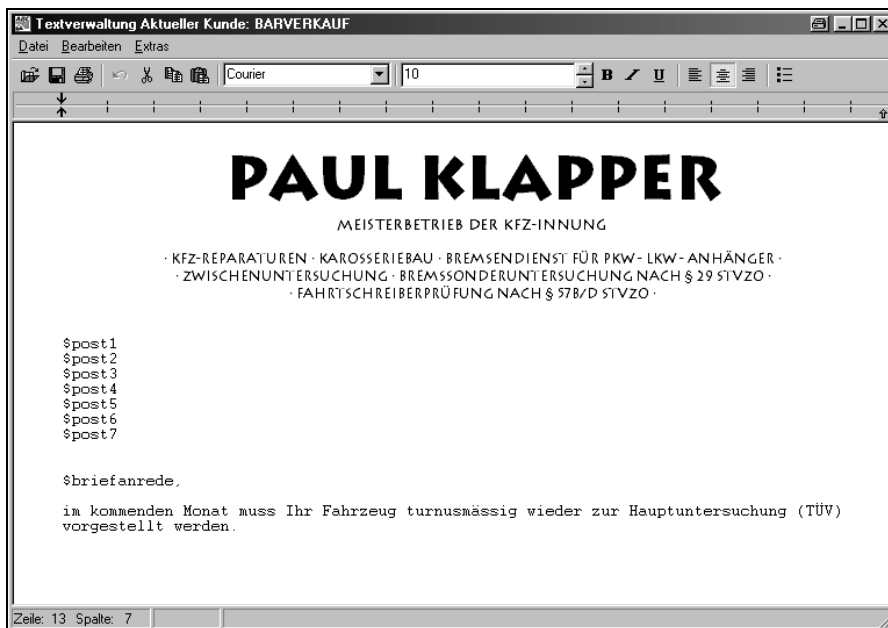 Textverwaltung Aktueller Kunde: BARVERKAUF
Datei Bearbeiten Extras
Courier 10 B I U
PAUL KLAPPER
MEISTERBETRIEB DER KFZ-INNUNG
· KFZ-REPARATUREN · KAROSSERIEBAU · BREMSENDIENST FÜR PKW - LKW - ANHÄNGER ·
· ZWISCHENUNTERSUCHUNG · BREMSSONDERUNTERSUCHUNG NACH § 29 STVZO ·
· FAHRTSCHREIBERPRÜFUNG NACH § 57B/D STVZO ·
$post1
$post2
$post3
$post4
$post5
$post6
$post7
$briefanrede,
im kommenden Monat muss Ihr Fahrzeug turnusmässig wieder zur Hauptuntersuchung (TÜV)
vorgestellt werden.
Zeile: 13 Spalte: 7